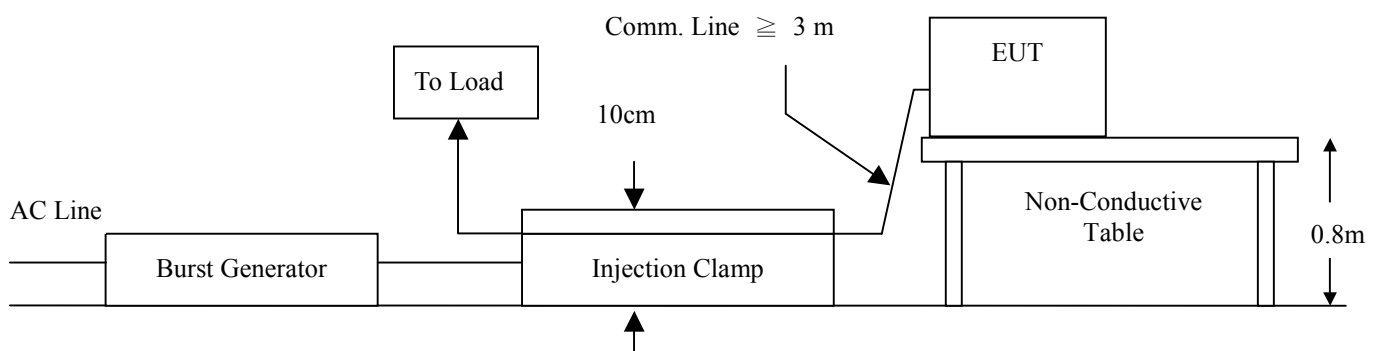 Comm. Line ≧ 3 m
EUT
To Load
10cm
AC Line
Non-Conductive
Table
0.8m
Burst Generator
Injection Clamp